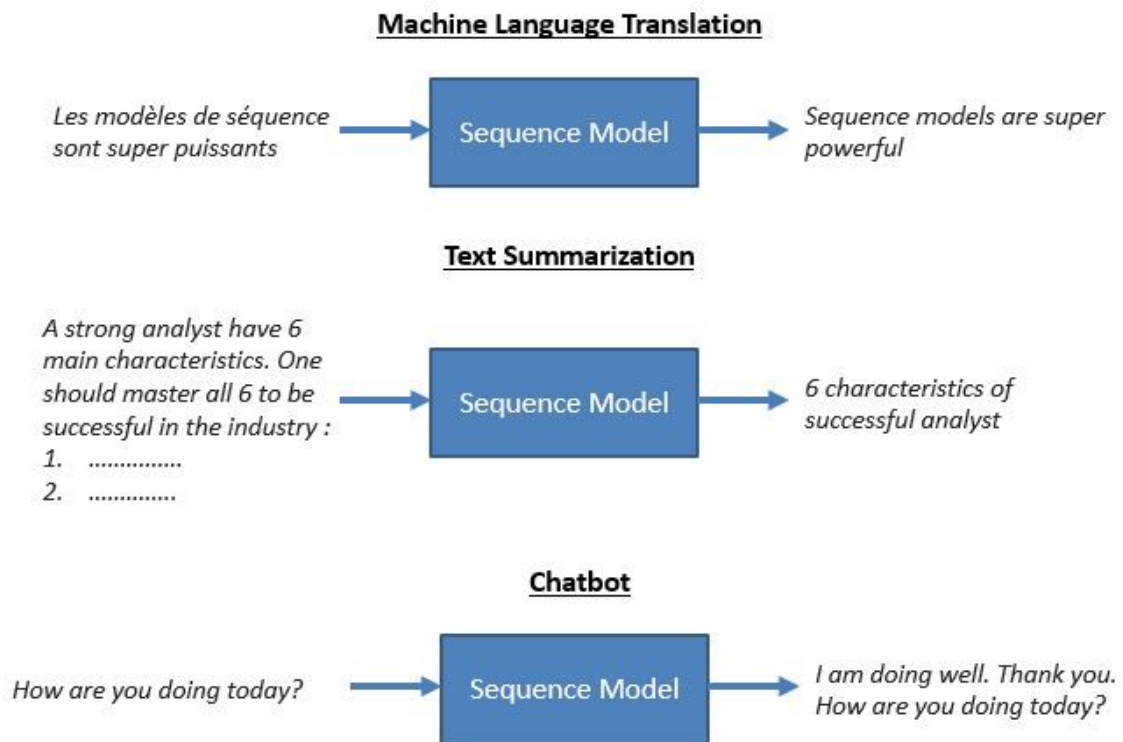 Machine Language Translation
Les modèles de séquence
sont super puissants
Sequence Model
Sequence models are super
powerful
Text Summarization
A strong analyst have 6
main characteristics. One
should master all 6 to be
successful in the industry :
1. ...............
2. ..............
Sequence Model
6 characteristics of
successful analyst
Chatbot
How are you doing today?
Sequence Model
I am doing well. Thank you.
How are you doing today?